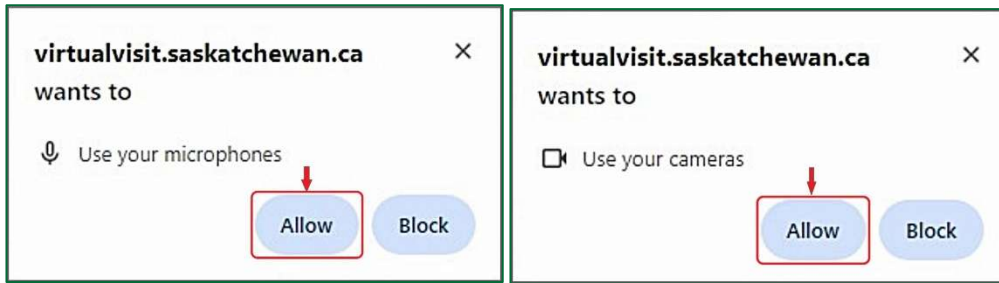 virtualvisit.saskatchewan.ca
wants to
Use your microphones
Allow Block
virtualvisit.saskatchewan.ca
wants to
Use your cameras
Allow Block